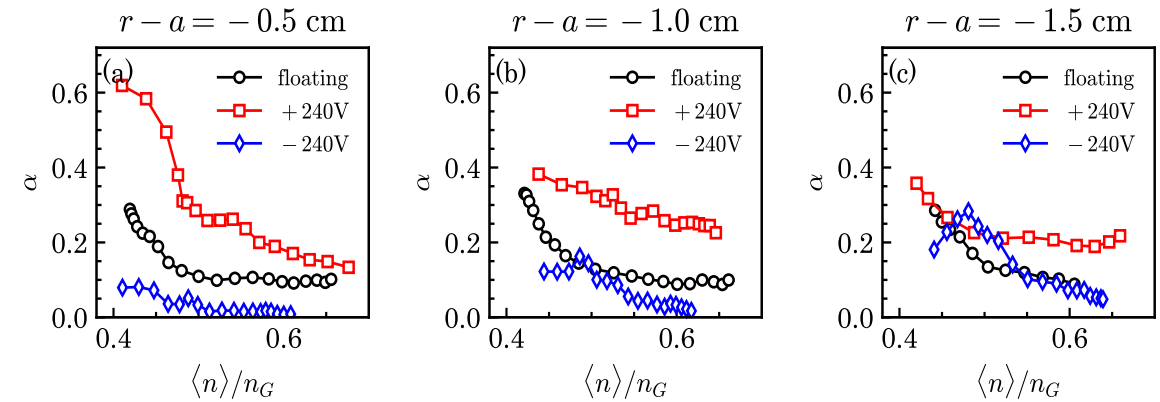 r − a = − 0.5 cm
(a)
floating
+ 240V
− 240V
0.6
0.4
0.2
0.0
α
0.4 0.6
⟨n⟩/n_G
r − a = − 1.0 cm
(b)
floating
+ 240V
− 240V
0.6
0.4
0.2
0.0
α
0.4 0.6
⟨n⟩/n_G
r − a = − 1.5 cm
(c)
floating
+ 240V
− 240V
0.6
0.4
0.2
0.0
α
0.4 0.6
⟨n⟩/n_G